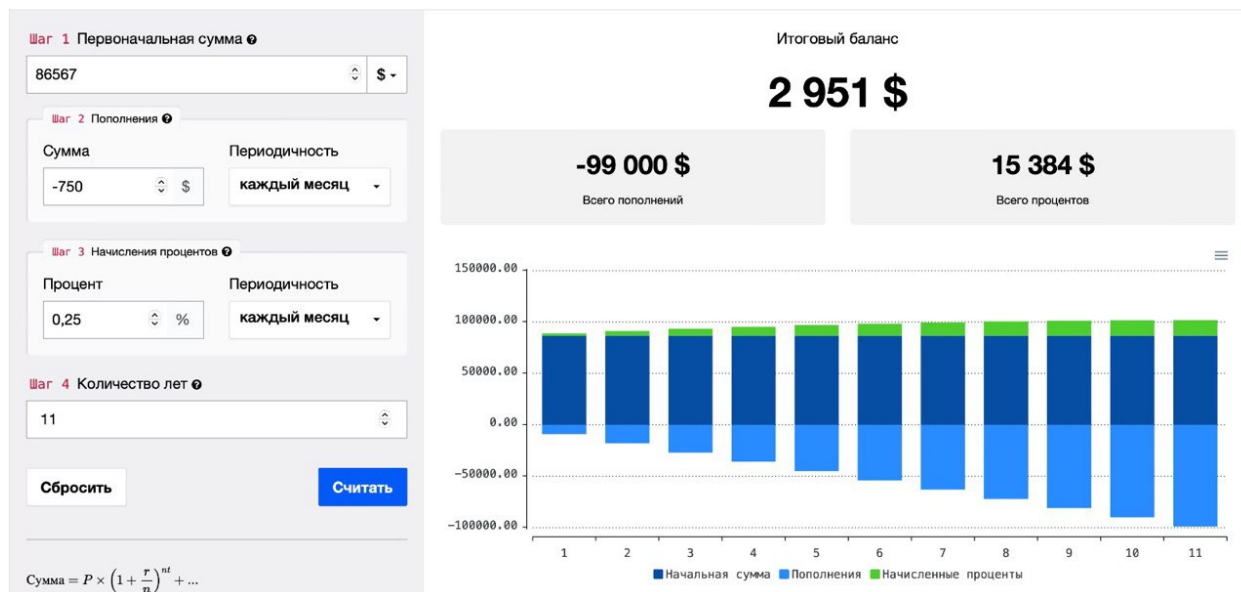 Шаг 1 Первоначальная сумма
86567 $
Шаг 2 Пополнения
Сумма Периодичность
-750 $ каждый месяц
Шаг 3 Начисления процентов
Процент Периодичность
0,25 % каждый месяц
Шаг 4 Количество лет
11
Сбросить Считать
Сумма = P × (1 + r/n)^nt + ...
Итоговый баланс
2 951 $
-99 000 $
Всего пополнений
15 384 $
Всего процентов
150000.00
100000.00
50000.00
0.00
-50000.00
-100000.00
1 2 3 4 5 6 7 8 9 10 11
Начальная сумма Пополнения Начисленные проценты